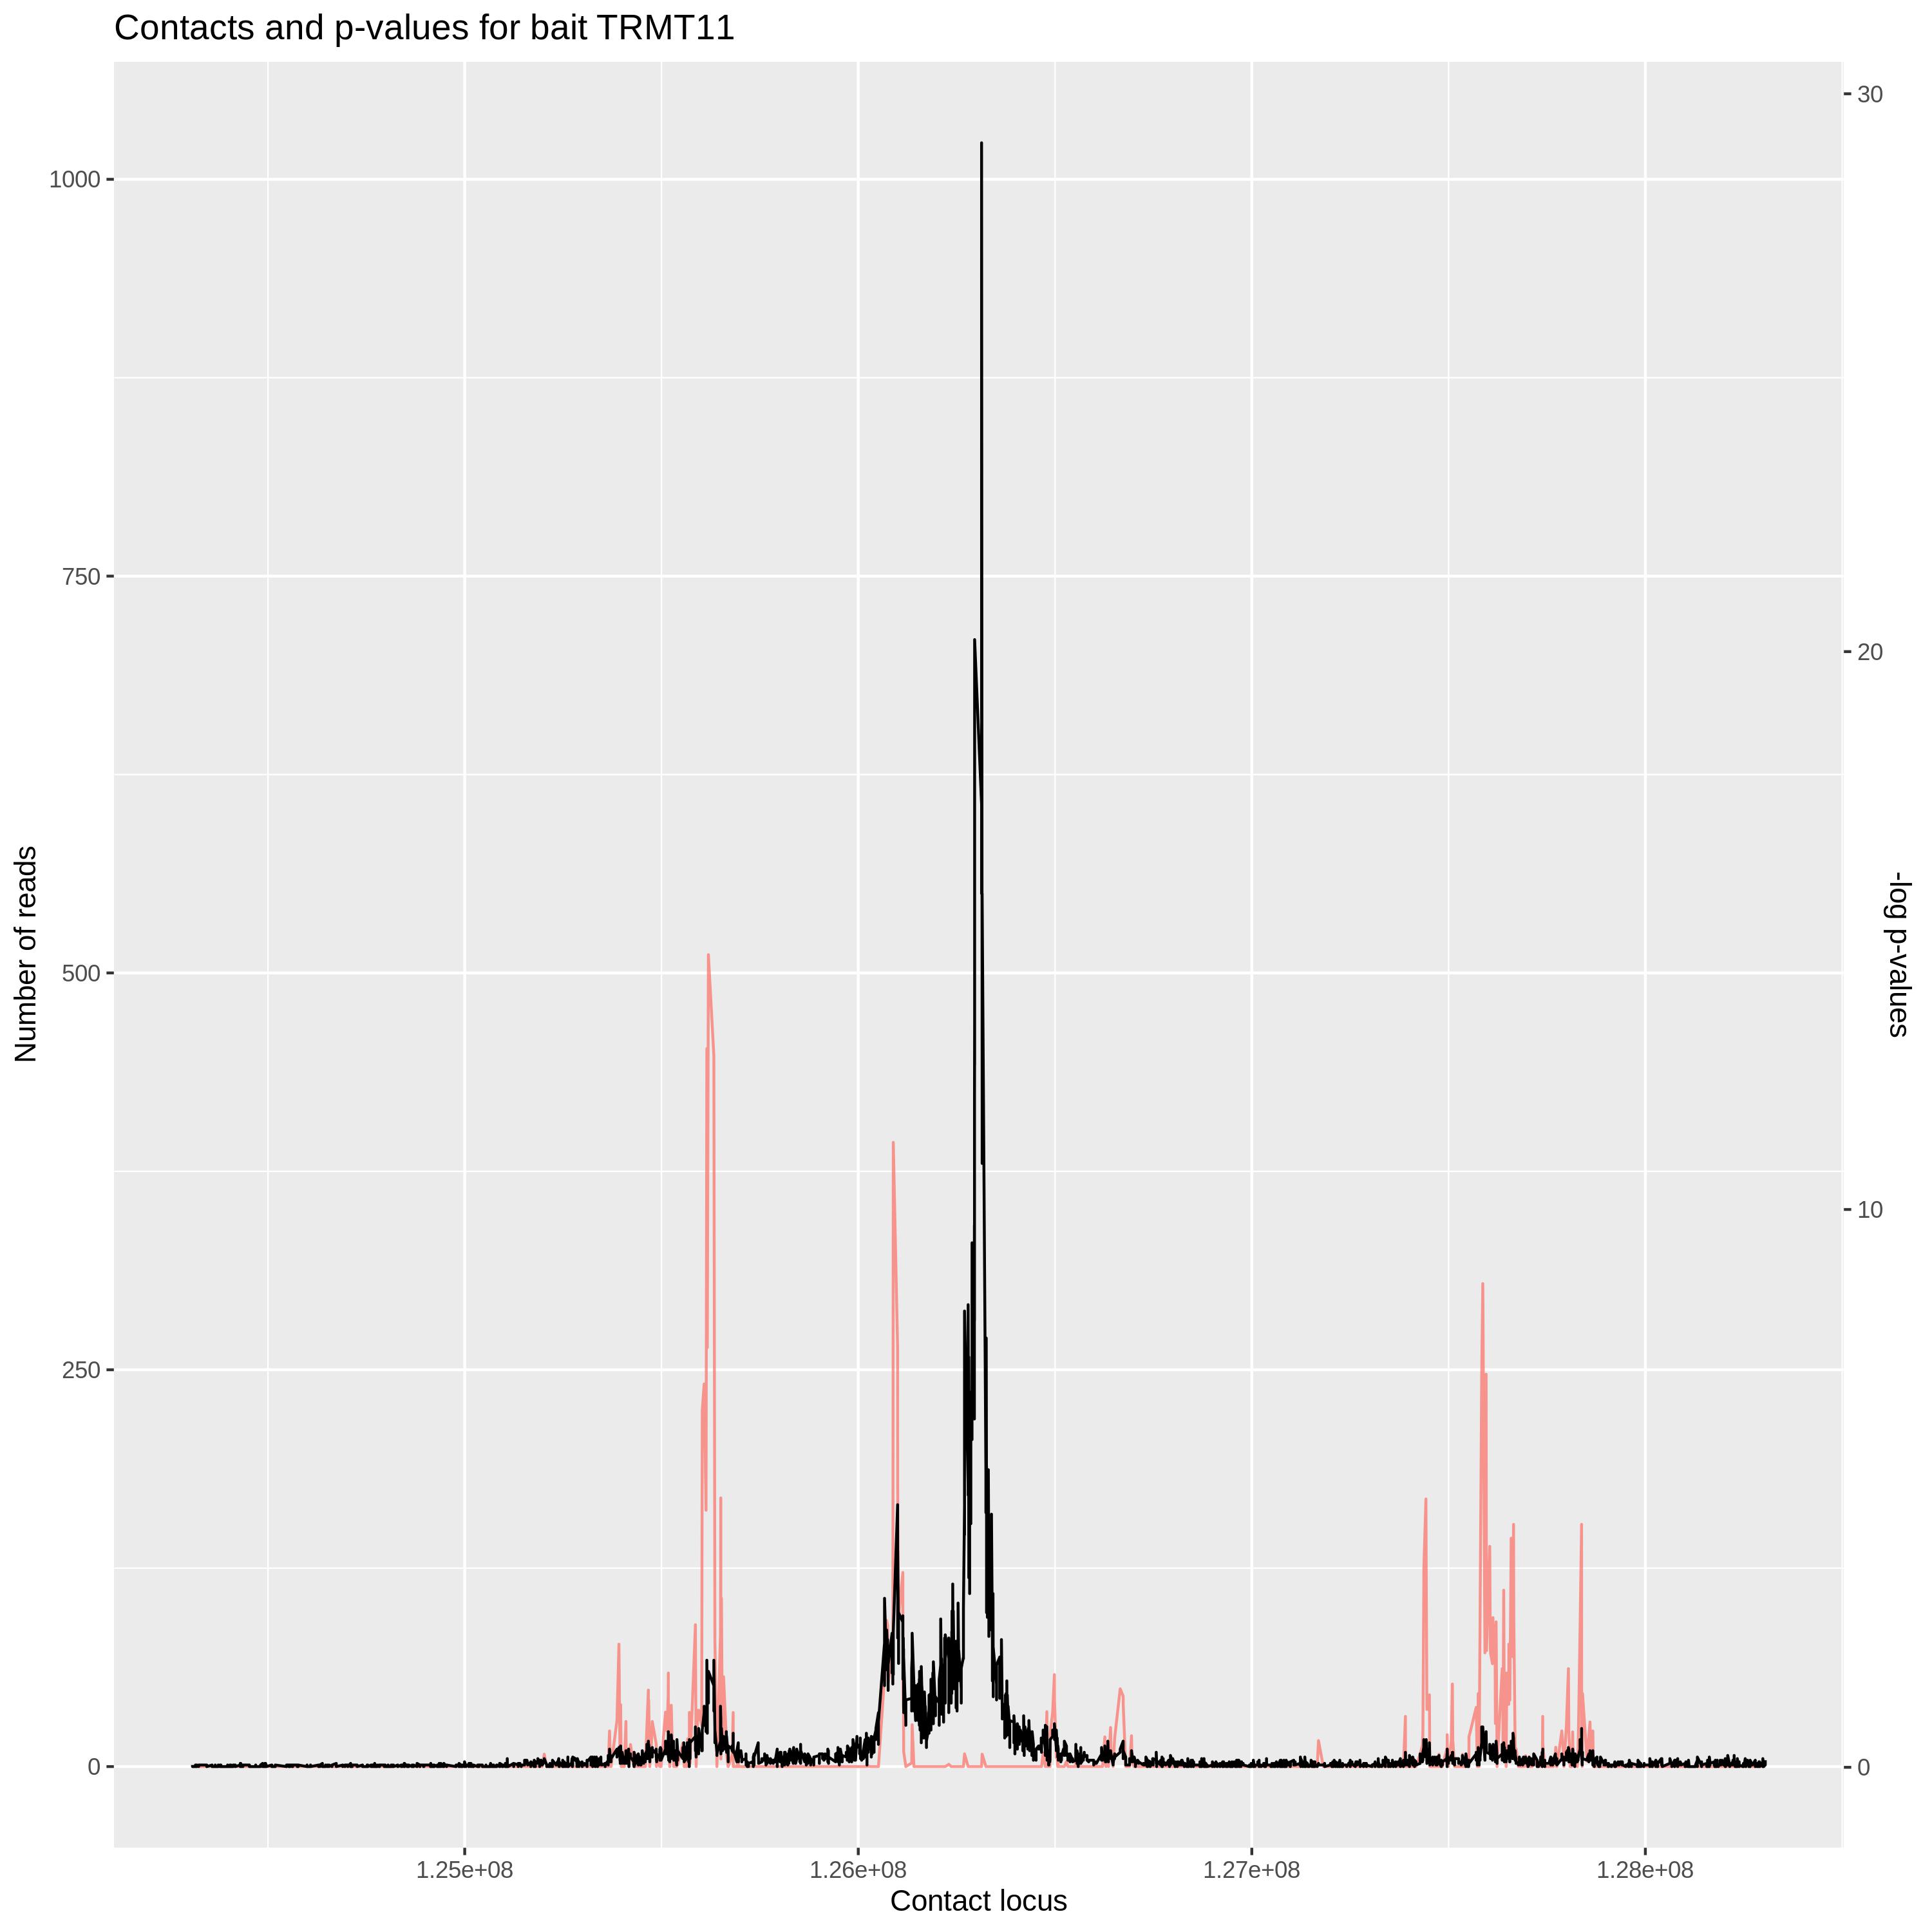 Contacts and p-values for bait TRMT11
Number of reads
1000
750
500
250
0
30
20
10
0
-log p-values
1.25e+08
1.26e+08
1.27e+08
1.28e+08
Contact locus